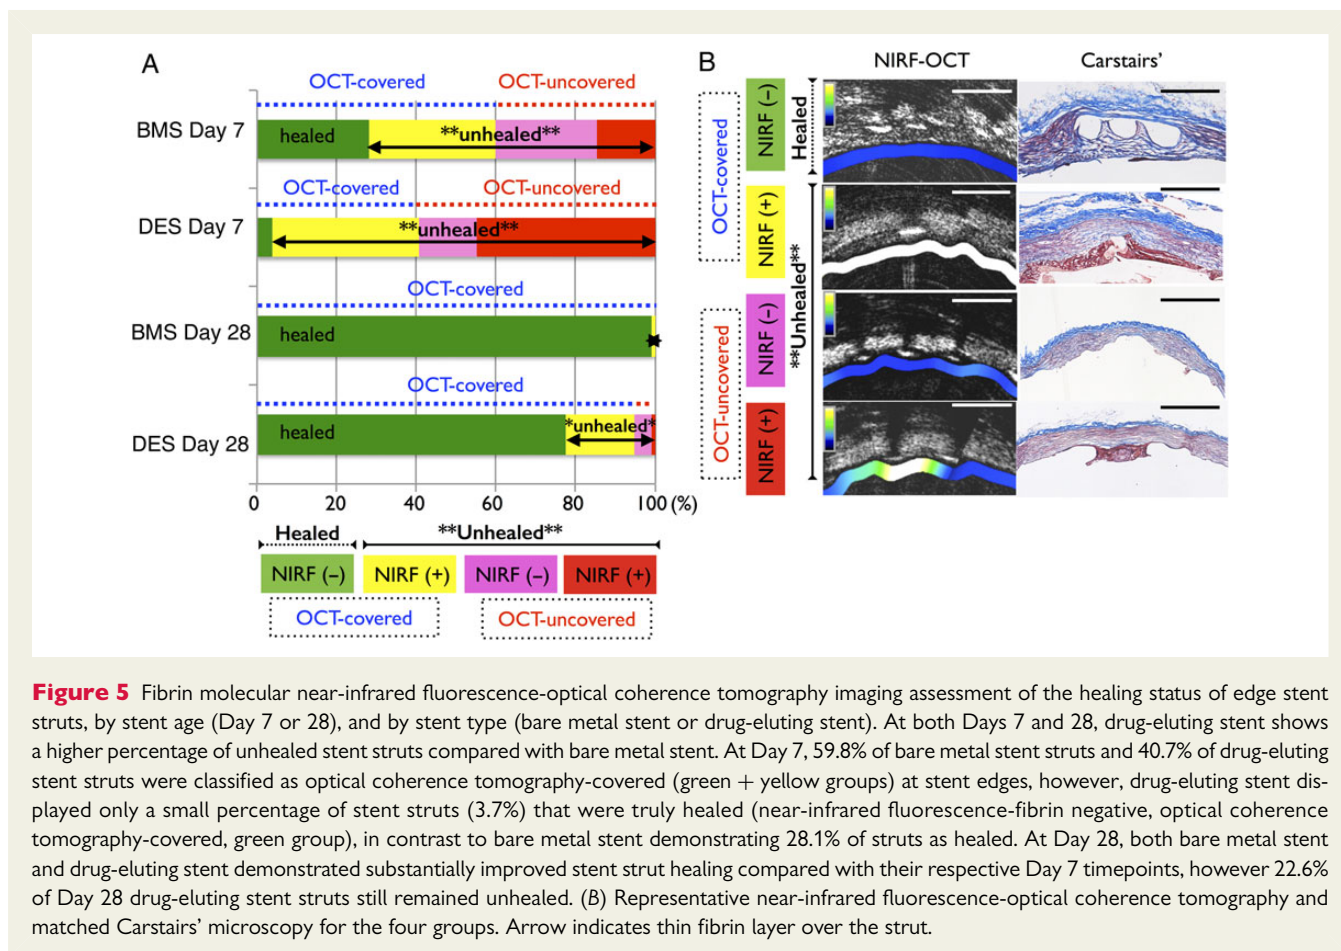 A
OCT-covered OCT-uncovered
BMS Day 7
healed
**unhealed**
OCT-covered OCT-uncovered
DES Day 7
**unhealed**
OCT-covered
BMS Day 28
healed
OCT-covered
DES Day 28
healed
*unhealed*
0 20 40 60 80 100 (%)
Healed **Unhealed**
NIRF (–) NIRF (+) NIRF (–) NIRF (+)
OCT-covered OCT-uncovered
B
NIRF-OCT Carstairs’
OCT-covered
NIRF (–)
Healed
NIRF (+)
**Unhealed**
OCT-uncovered
NIRF (–)
NIRF (+)
Figure 5 Fibrin molecular near-infrared fluorescence-optical coherence tomography imaging assessment of the healing status of edge stent
struts, by stent age (Day 7 or 28), and by stent type (bare metal stent or drug-eluting stent). At both Days 7 and 28, drug-eluting stent shows
a higher percentage of unhealed stent struts compared with bare metal stent. At Day 7, 59.8% of bare metal stent struts and 40.7% of drug-eluting
stent struts were classified as optical coherence tomography-covered (green + yellow groups) at stent edges, however, drug-eluting stent dis-
played only a small percentage of stent struts (3.7%) that were truly healed (near-infrared fluorescence-fibrin negative, optical coherence
tomography-covered, green group), in contrast to bare metal stent demonstrating 28.1% of struts as healed. At Day 28, both bare metal stent
and drug-eluting stent demonstrated substantially improved stent strut healing compared with their respective Day 7 timepoints, however 22.6%
of Day 28 drug-eluting stent struts still remained unhealed. (B) Representative near-infrared fluorescence-optical coherence tomography and
matched Carstairs’ microscopy for the four groups. Arrow indicates thin fibrin layer over the strut.